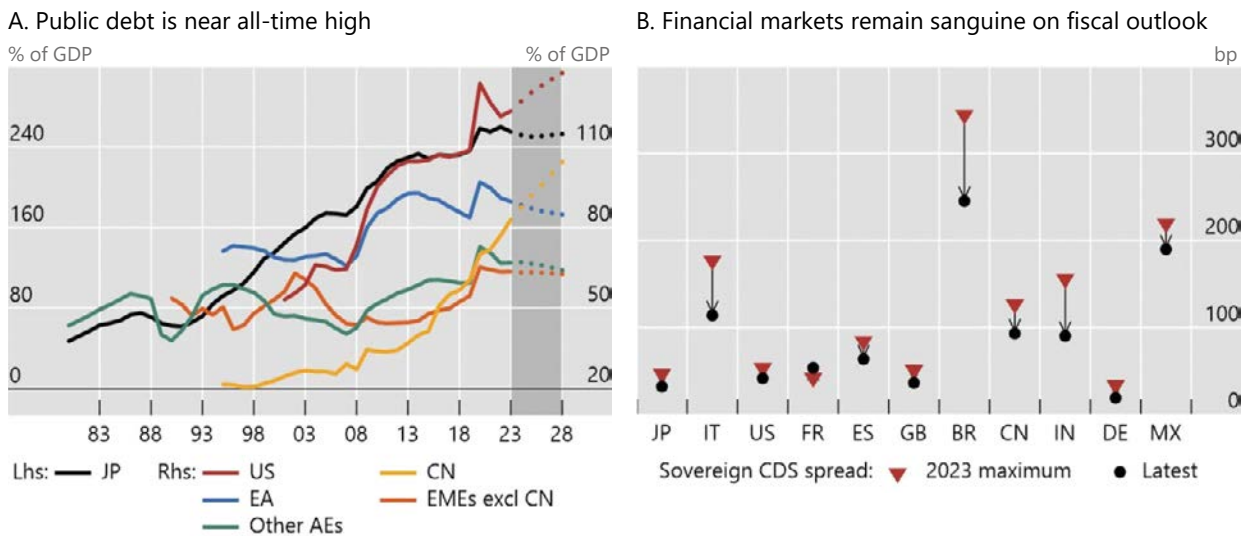 A. Public debt is near all-time high
% of GDP % of GDP
240 110
160 80
80 50
0 20
83 88 93 98 03 08 13 18 23 28
Lhs: JP Rhs: US CN
EA EMEs excl CN
Other AEs
B. Financial markets remain sanguine on fiscal outlook
bp
300
200
100
0
JP IT US FR ES GB BR CN IN DE MX
Sovereign CDS spread: 2023 maximum Latest